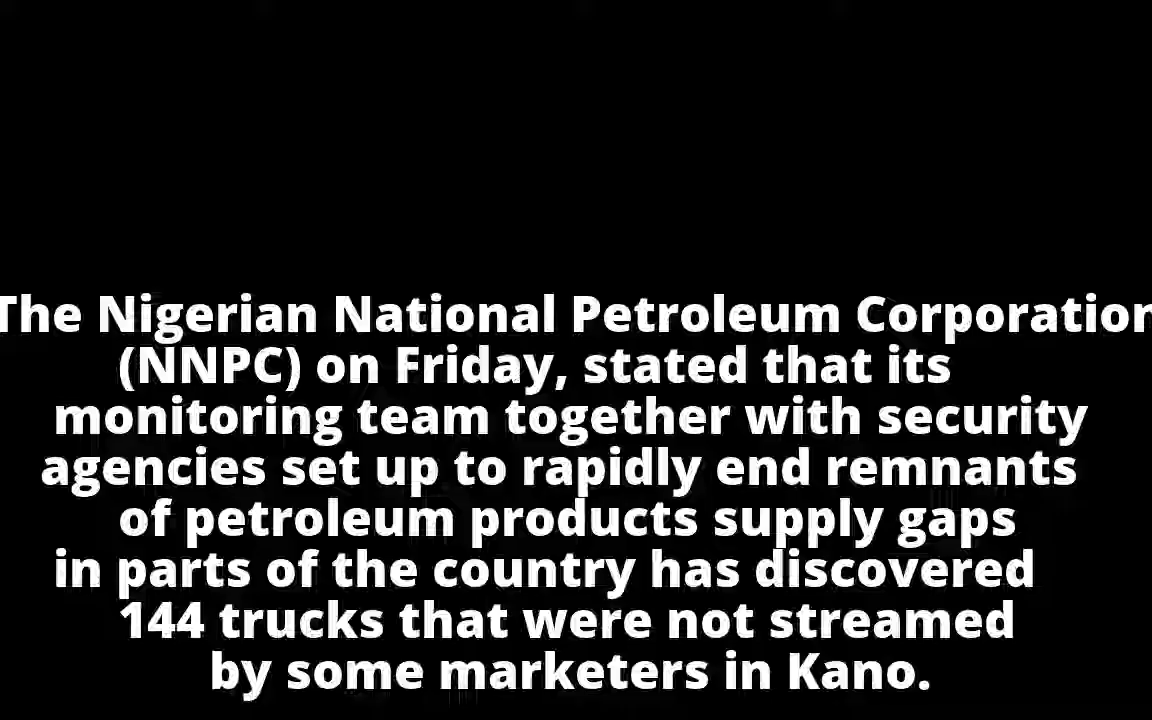 The Nigerian National Petroleum Corporation
(NNPC) on Friday, stated that its
monitoring team together with security
agencies set up to rapidly end remnants
of petroleum products supply gaps
in parts of the country has discovered
144 trucks that were not streamed
by some marketers in Kano.